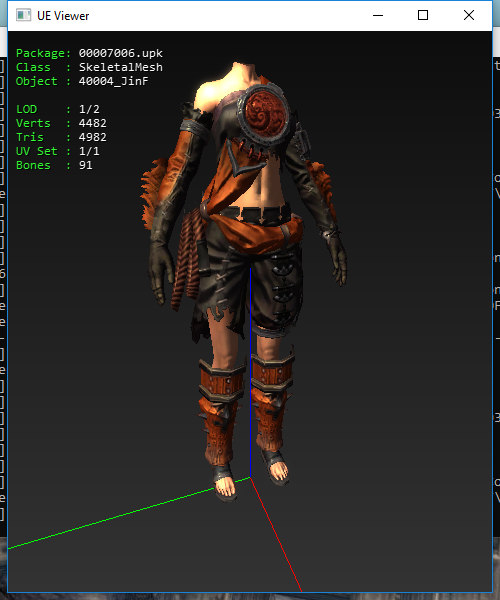 UE Viewer
Package: 00007006.upk
Class : SkeletalMesh
Object : 40004_JinF
LOD : 1/2
Verts : 4482
Tris : 4982
UV Set : 1/1
Bones : 91